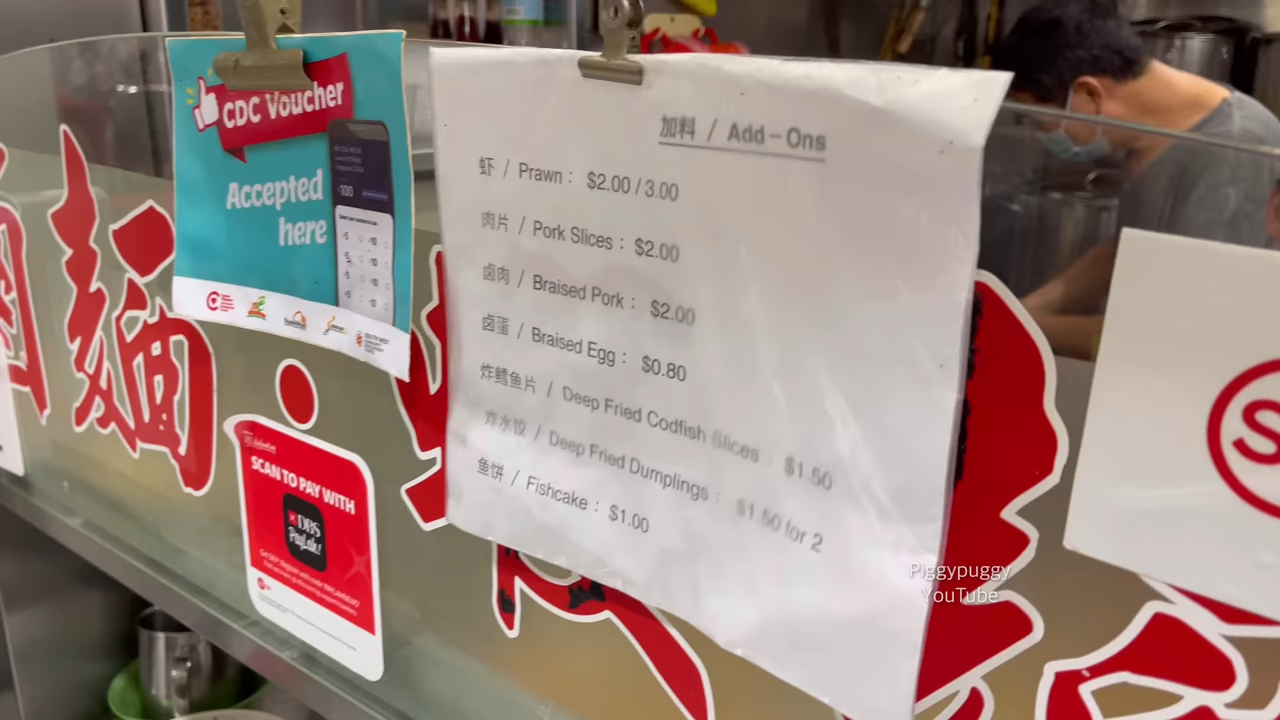 CDC Voucher
Accepted
here
SCAN TO PAY WITH
DBS
PayLah!
加料 / Add-Ons
虾 / Prawn : $2.00 / 3.00
肉片 / Pork Slices : $2.00
卤肉 / Braised Pork : $2.00
卤蛋 / Braised Egg : $0.80
炸鳕鱼片 / Deep Fried Codfish Slices : $1.50
炸水饺 / Deep Fried Dumplings : $1.50 for 2
鱼饼 / Fishcake : $1.00
麺
Piggypuggy
YouTube